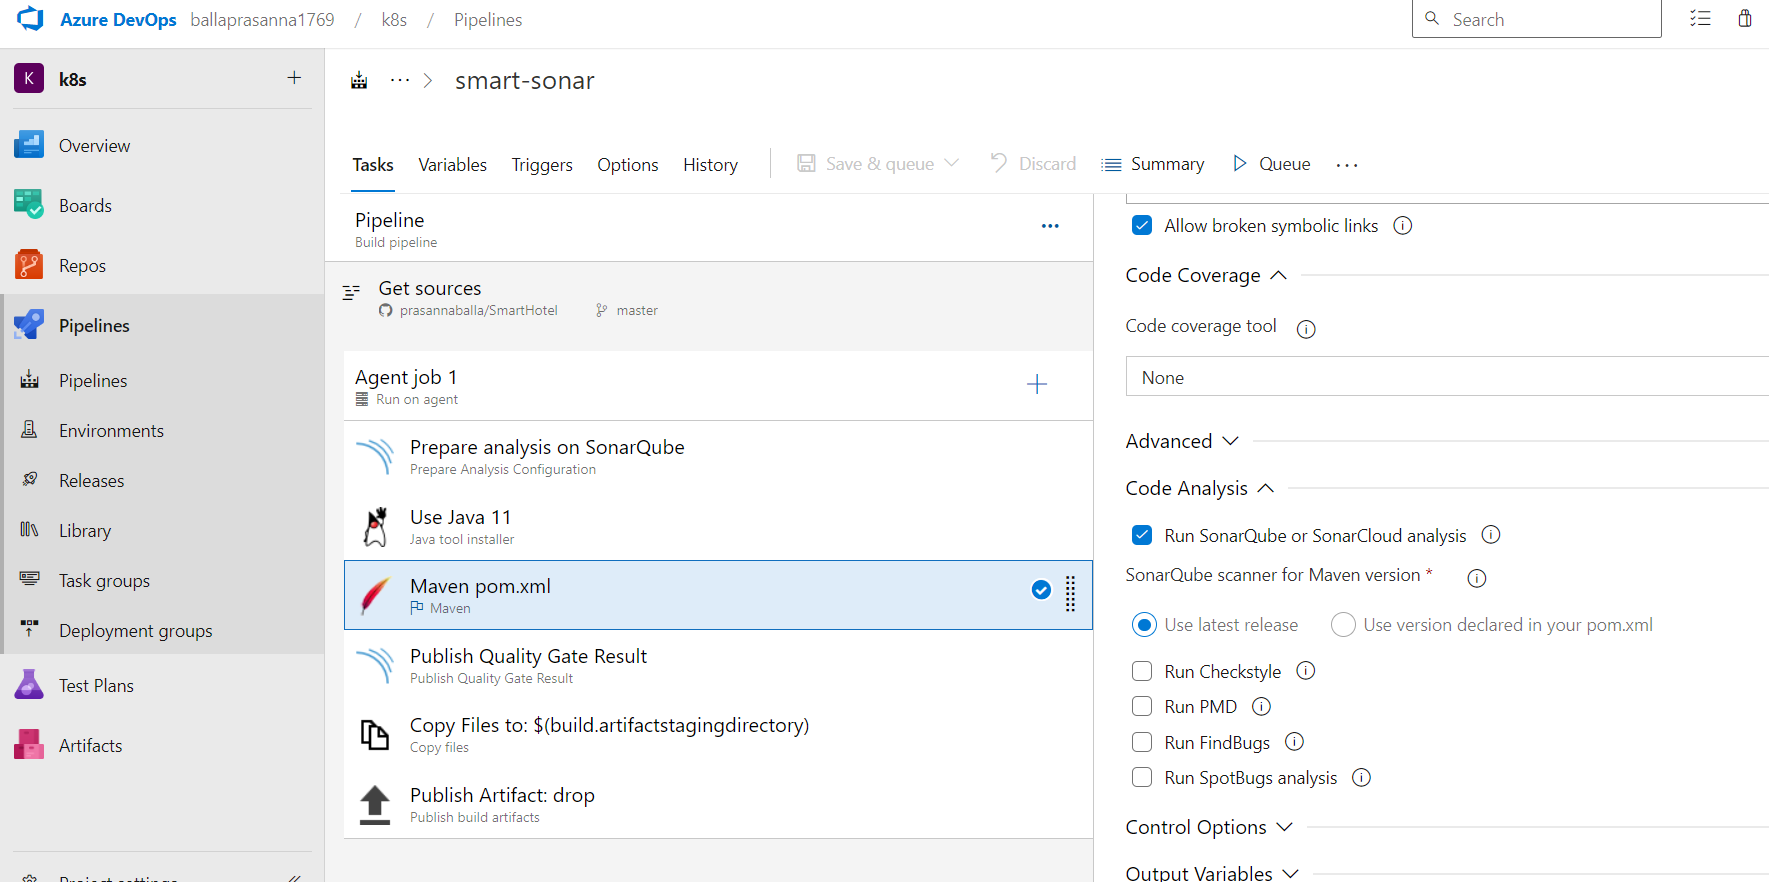 Azure DevOps ballaprasanna1769 / k8s / Pipelines
Search
K k8s
Overview
Boards
Repos
Pipelines
Pipelines
Environments
Releases
Library
Task groups
Deployment groups
Test Plans
Artifacts
Project settings
... > smart-sonar
Tasks Variables Triggers Options History Save & queue Discard Summary Queue ...
Pipeline
Build pipeline
Get sources
prasannaballa/SmartHotel master
Agent job 1
Run on agent
Prepare analysis on SonarQube
Prepare Analysis Configuration
Use Java 11
Java tool installer
Maven pom.xml
Maven
Publish Quality Gate Result
Publish Quality Gate Result
Copy Files to: $(build.artifactstagingdirectory)
Copy files
Publish Artifact: drop
Publish build artifacts
Allow broken symbolic links
Code Coverage
Code coverage tool
None
Advanced
Code Analysis
Run SonarQube or SonarCloud analysis
SonarQube scanner for Maven version *
Use latest release Use version declared in your pom.xml
Run Checkstyle
Run PMD
Run FindBugs
Run SpotBugs analysis
Control Options
Output Variables